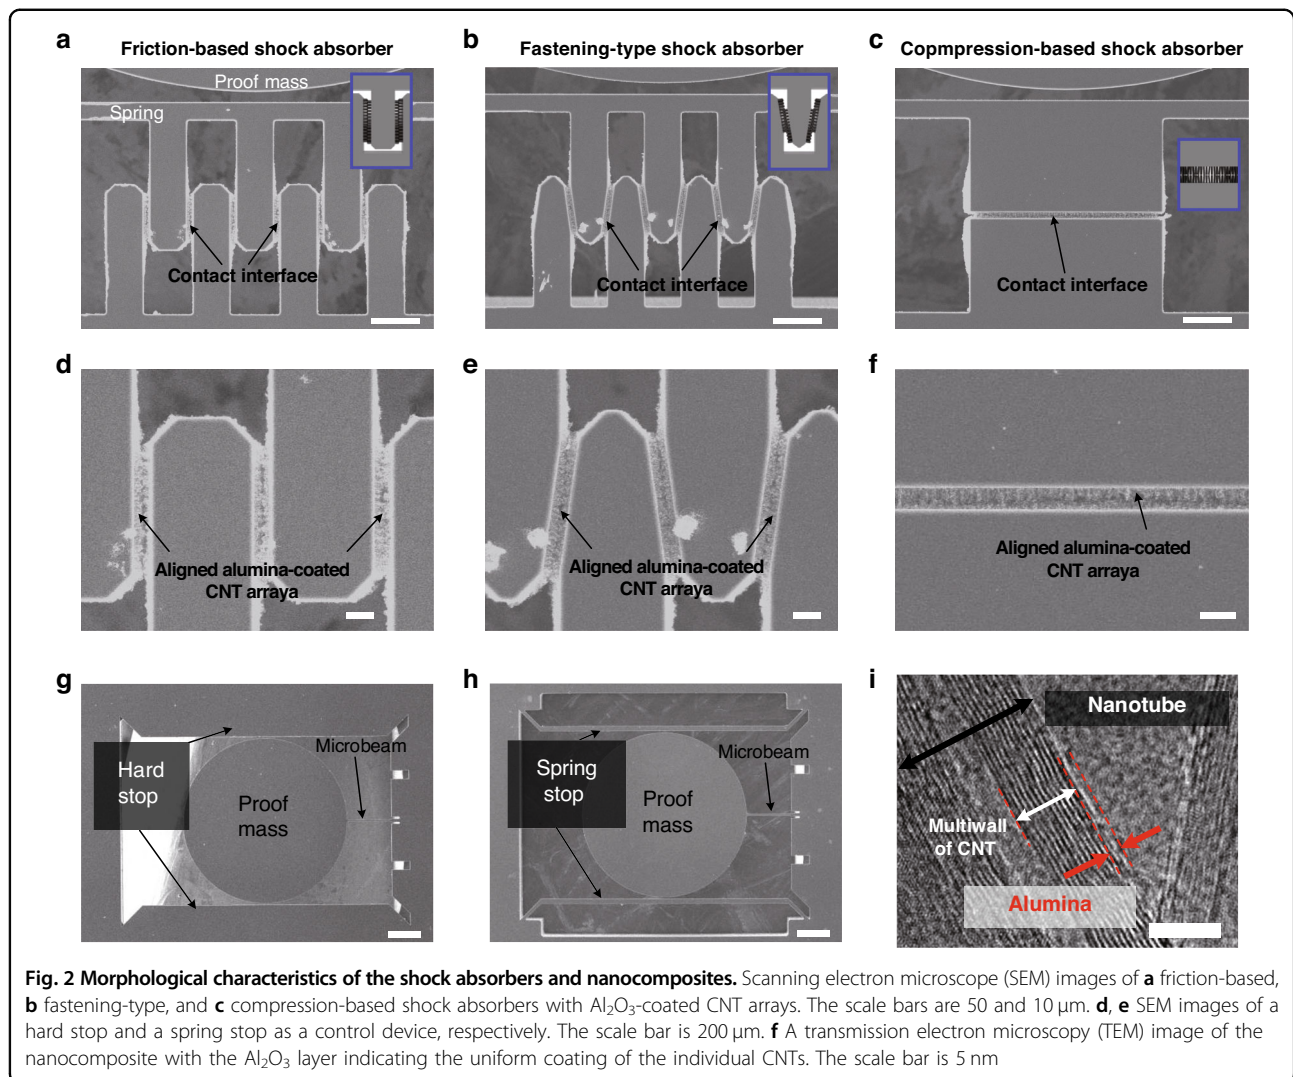 a Friction-based shock absorber
Proof mass
Spring
Contact interface
b Fastening-type shock absorber
Contact interface
c Copmpression-based shock absorber
Contact interface
d
Aligned alumina-coated
CNT arraya
e
Aligned alumina-coated
CNT arraya
f
Aligned alumina-coated
CNT arraya
g
Hard
stop
Proof
mass
Microbeam
h
Spring
stop
Proof
mass
Microbeam
i
Nanotube
Multiwall
of CNT
Alumina
Fig. 2 Morphological characteristics of the shock absorbers and nanocomposites. Scanning electron microscope (SEM) images of a friction-based,
b fastening-type, and c compression-based shock absorbers with Al₂O₃-coated CNT arrays. The scale bars are 50 and 10 μm. d, e SEM images of a
hard stop and a spring stop as a control device, respectively. The scale bar is 200 μm. f A transmission electron microscopy (TEM) image of the
nanocomposite with the Al₂O₃ layer indicating the uniform coating of the individual CNTs. The scale bar is 5 nm